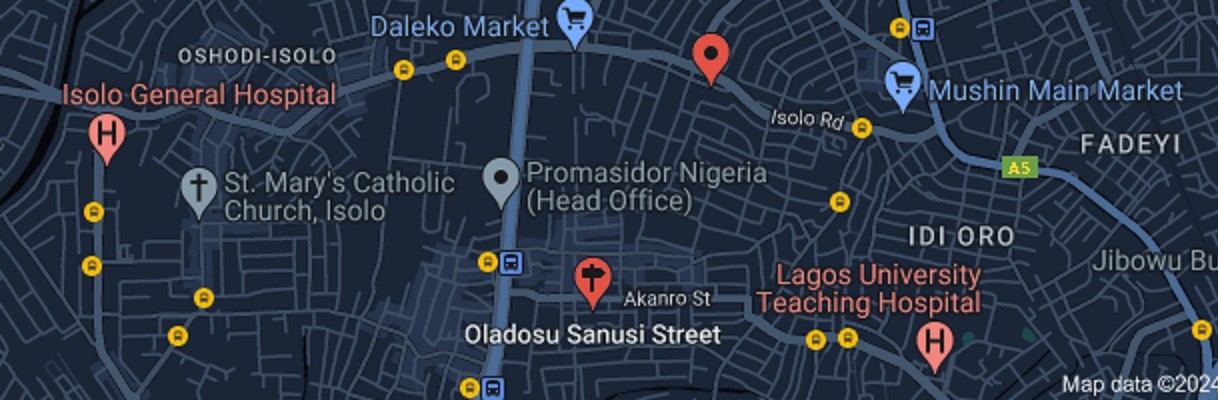 Daleko Market
OSHODI-ISOLO
Isolo General Hospital
H
Mushin Main Market
Isolo Rd
FADEYI
A5
St. Mary's Catholic
Church, Isolo
Promasidor Nigeria
(Head Office)
IDI ORO
Jibowu Bu
Lagos University
Teaching Hospital
H
Akanro St
Oladosu Sanusi Street
Map data ©2024